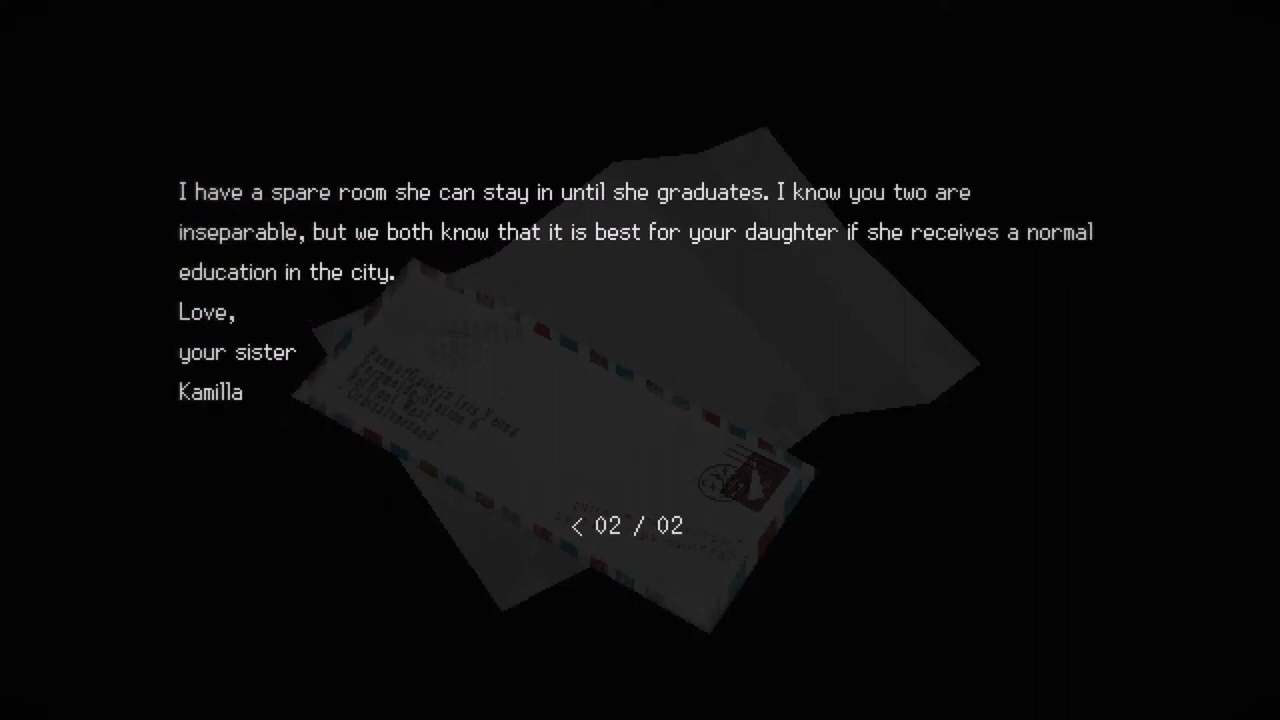 I have a spare room she can stay in until she graduates. I know you two are
inseparable, but we both know that it is best for your daughter if she receives a normal
education in the city.
Love,
your sister
Kamilla
< 02 / 02